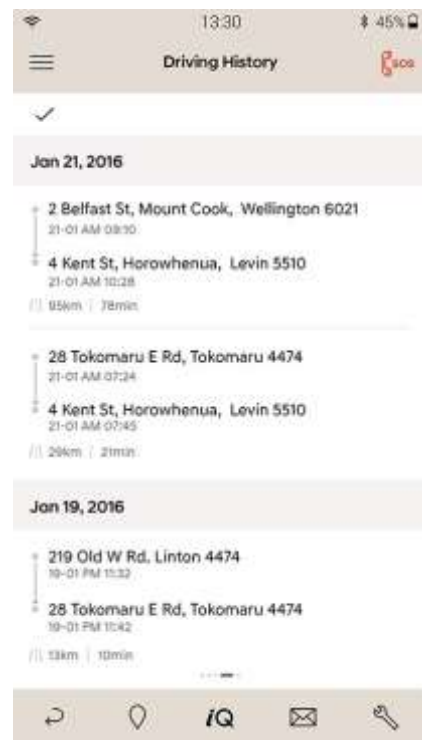 13:30
45%
Driving History
SOS
Jan 21, 2016
2 Belfast St, Mount Cook, Wellington 6021
21-01 AM 09:10
4 Kent St, Horowhenua, Levin 5510
21-01 AM 10:28
95km | 78min
28 Tokomaru E Rd, Tokomaru 4474
21-01 AM 07:24
4 Kent St, Horowhenua, Levin 5510
21-01 AM 07:45
29km | 21min
Jan 19, 2016
219 Old W Rd, Linton 4474
19-01 PM 11:32
28 Tokomaru E Rd, Tokomaru 4474
19-01 PM 11:42
13km | 10min
iQ